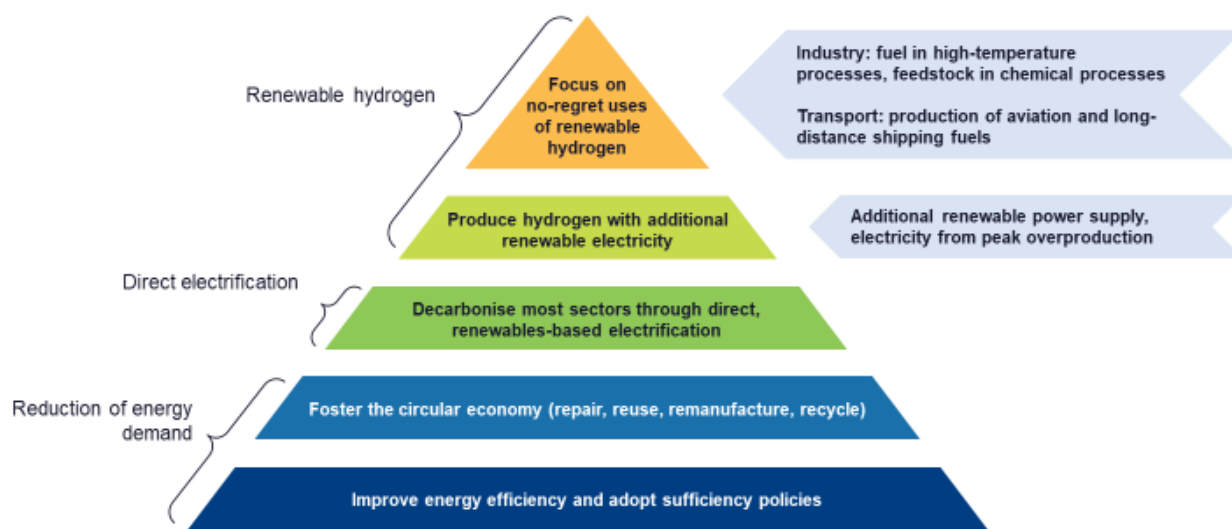 Renewable hydrogen
Focus on
no-regret uses
of renewable
hydrogen
Industry: fuel in high-temperature
processes, feedstock in chemical processes
Transport: production of aviation and long-
distance shipping fuels
Produce hydrogen with additional
renewable electricity
Additional renewable power supply,
electricity from peak overproduction
Direct electrification
Decarbonise most sectors through direct,
renewables-based electrification
Reduction of energy
demand
Foster the circular economy (repair, reuse, remanufacture, recycle)
Improve energy efficiency and adopt sufficiency policies